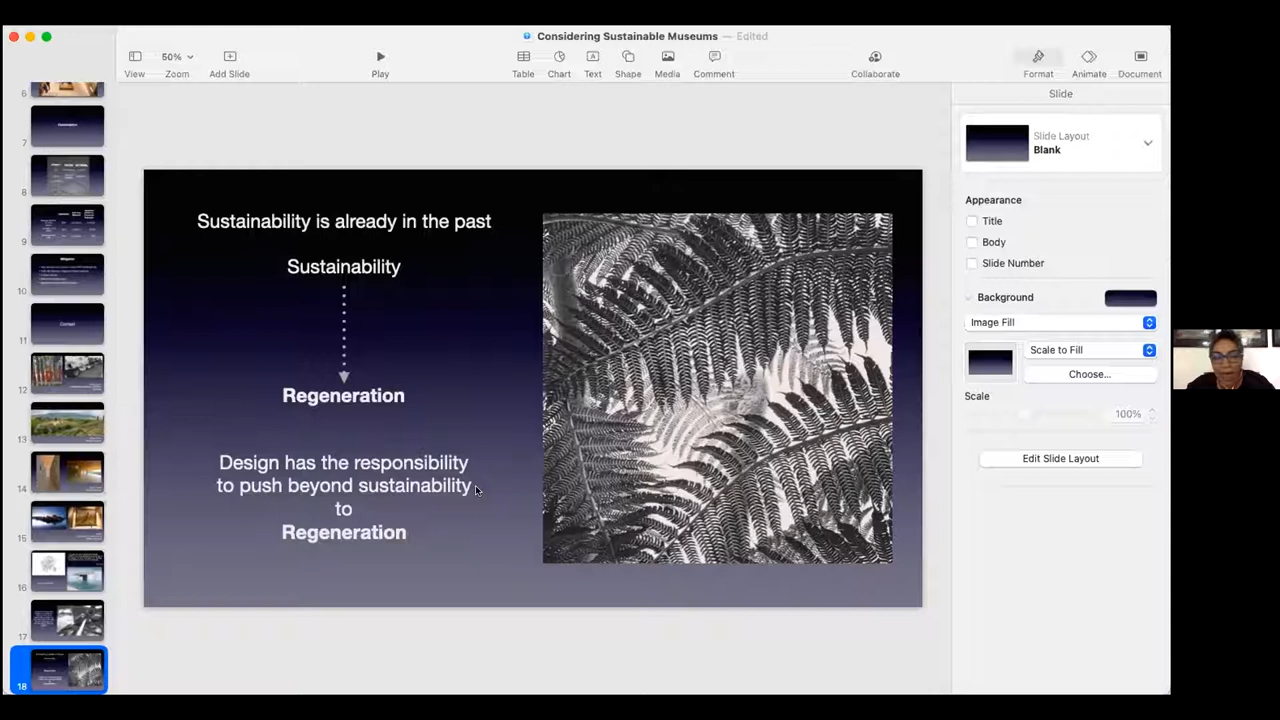 Considering Sustainable Museums — Edited
50%
View
Zoom
Add Slide
Play
Table
Chart
Text
Shape
Media
Comment
Collaborate
Format
Animate
Document
Slide
6
7
8
9
10
11
12
13
14
15
16
17
18
Mitigation
Context
Sustainability is already in the past
Sustainability
Regeneration
Design has the responsibility
to push beyond sustainability
to
Regeneration
Slide Layout
Blank
Appearance
Title
Body
Slide Number
Background
Image Fill
Scale to Fill
Choose...
Scale
100%
Edit Slide Layout